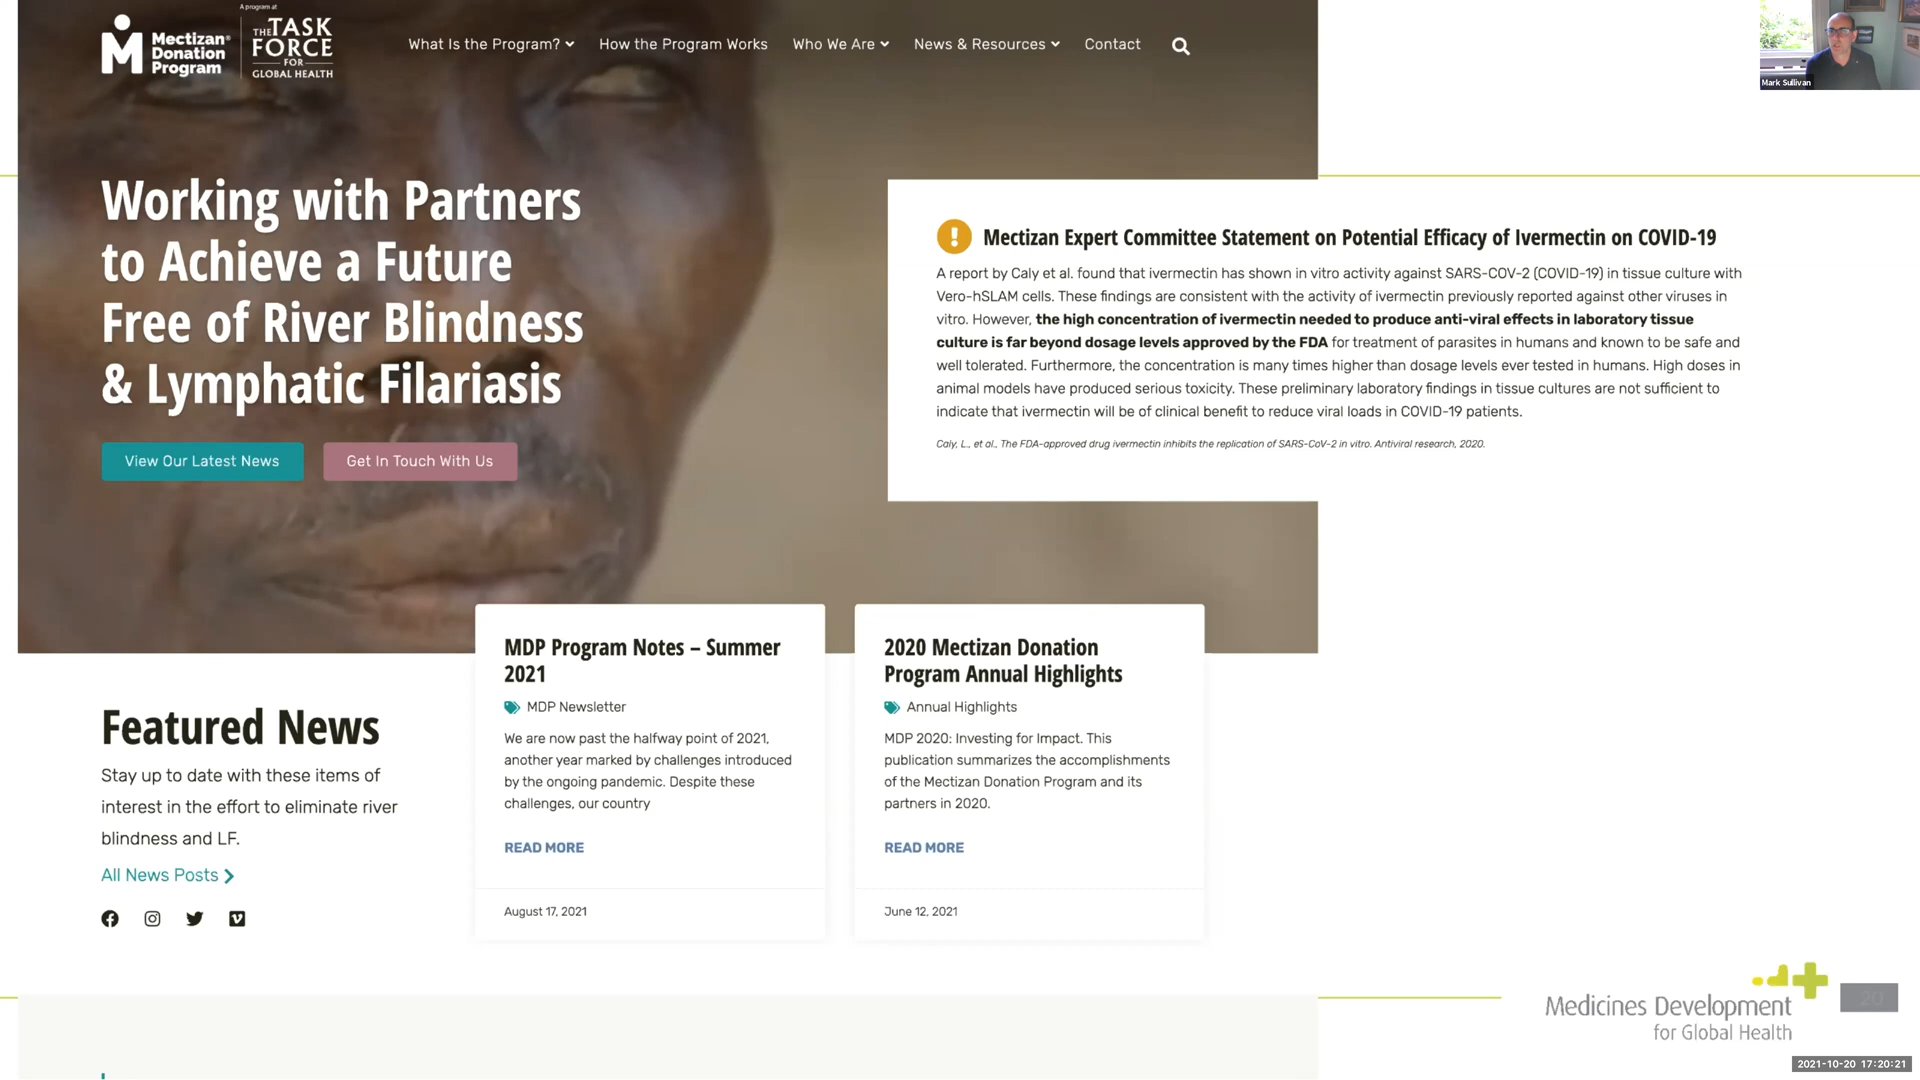 A program at
Mectizan®
Donation
Program
THE TASK
FORCE
FOR
GLOBAL HEALTH
What Is the Program?
How the Program Works
Who We Are
News & Resources
Contact
Mark Sullivan
Working with Partners
to Achieve a Future
Free of River Blindness
& Lymphatic Filariasis
View Our Latest News
Get In Touch With Us
Mectizan Expert Committee Statement on Potential Efficacy of Ivermectin on COVID-19
A report by Caly et al. found that ivermectin has shown in vitro activity against SARS-COV-2 (COVID-19) in tissue culture with
Vero-hSLAM cells. These findings are consistent with the activity of ivermectin previously reported against other viruses in
vitro. However, the high concentration of ivermectin needed to produce anti-viral effects in laboratory tissue
culture is far beyond dosage levels approved by the FDA for treatment of parasites in humans and known to be safe and
well tolerated. Furthermore, the concentration is many times higher than dosage levels ever tested in humans. High doses in
animal models have produced serious toxicity. These preliminary laboratory findings in tissue cultures are not sufficient to
indicate that ivermectin will be of clinical benefit to reduce viral loads in COVID-19 patients.
Caly, L., et al., The FDA-approved drug ivermectin inhibits the replication of SARS-CoV-2 in vitro. Antiviral research, 2020.
Featured News
Stay up to date with these items of
interest in the effort to eliminate river
blindness and LF.
All News Posts
MDP Program Notes – Summer
2021
MDP Newsletter
We are now past the halfway point of 2021,
another year marked by challenges introduced
by the ongoing pandemic. Despite these
challenges, our country
READ MORE
August 17, 2021
2020 Mectizan Donation
Program Annual Highlights
Annual Highlights
MDP 2020: Investing for Impact. This
publication summarizes the accomplishments
of the Mectizan Donation Program and its
partners in 2020.
READ MORE
June 12, 2021
Medicines Development
for Global Health
20
2021-10-20 17:20:21